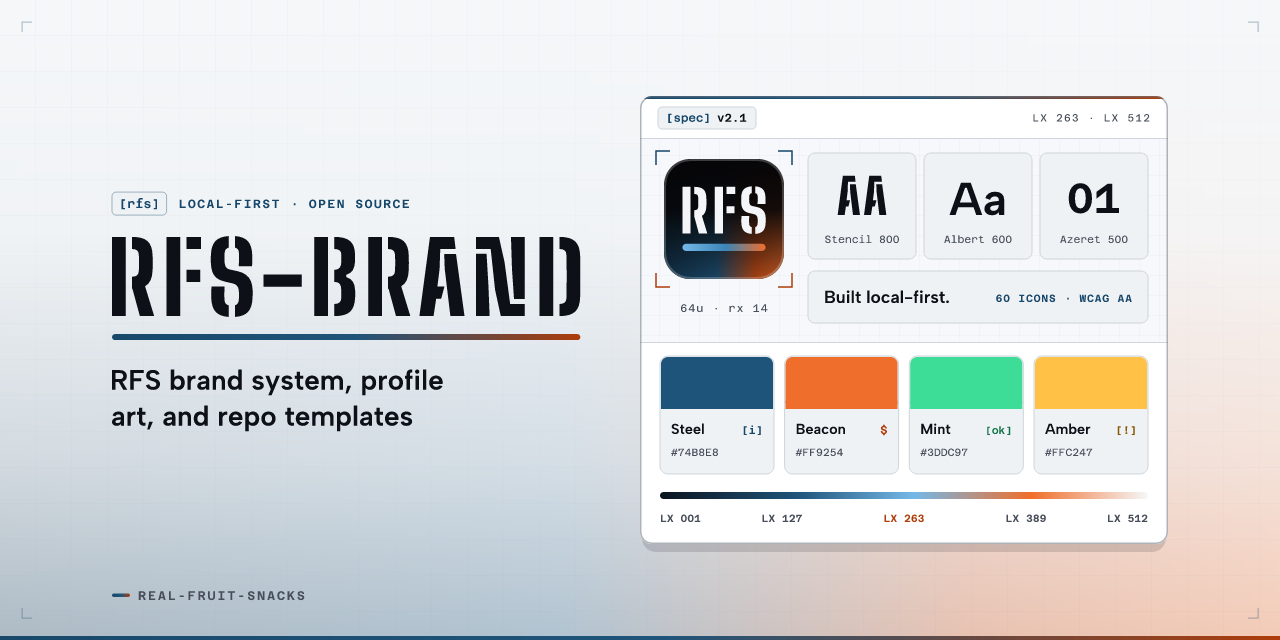 [rfs] LOCAL-FIRST · OPEN SOURCE
RFS-BRAND
RFS brand system, profile
art, and repo templates
REAL-FRUIT-SNACKS
[spec] v2.1
LX 263 · LX 512
RFS
64u · rx 14
AA
Stencil 800
Aa
Albert 600
01
Azeret 500
Built local-first.
60 ICONS · WCAG AA
Steel [i]
#74B8E8
Beacon $
#FF9254
Mint [ok]
#3DDC97
Amber [!]
#FFC247
LX 001 LX 127 LX 263 LX 389 LX 512